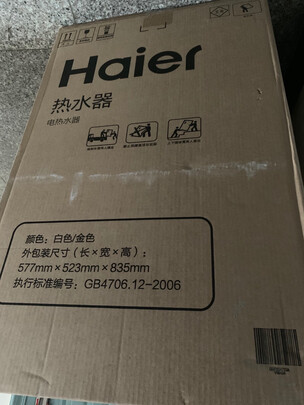 Haier
热水器
电热水器
颜色：白色/金色
外包装尺寸（长×宽×高）：
577mm×523mm×835mm
执行标准编号：GB4706.12-2006